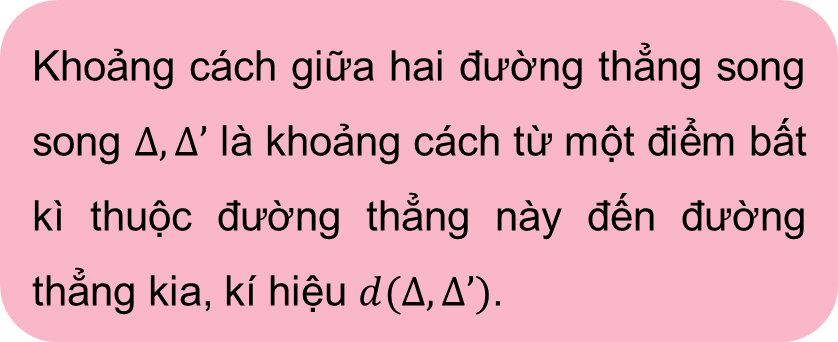 Khoảng cách giữa hai đường thẳng song
song Δ, Δ’ là khoảng cách từ một điểm bất
kì thuộc đường thẳng này đến đường
thẳng kia, kí hiệu 𝑑(Δ, Δ’).